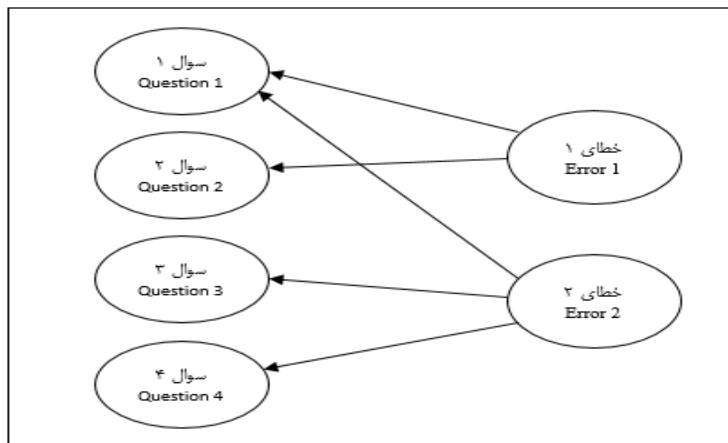 سوال ۱
Question 1
سوال ۲
Question 2
سوال ۳
Question 3
سوال ۴
Question 4
خطای ۱
Error 1
خطای ۲
Error 2